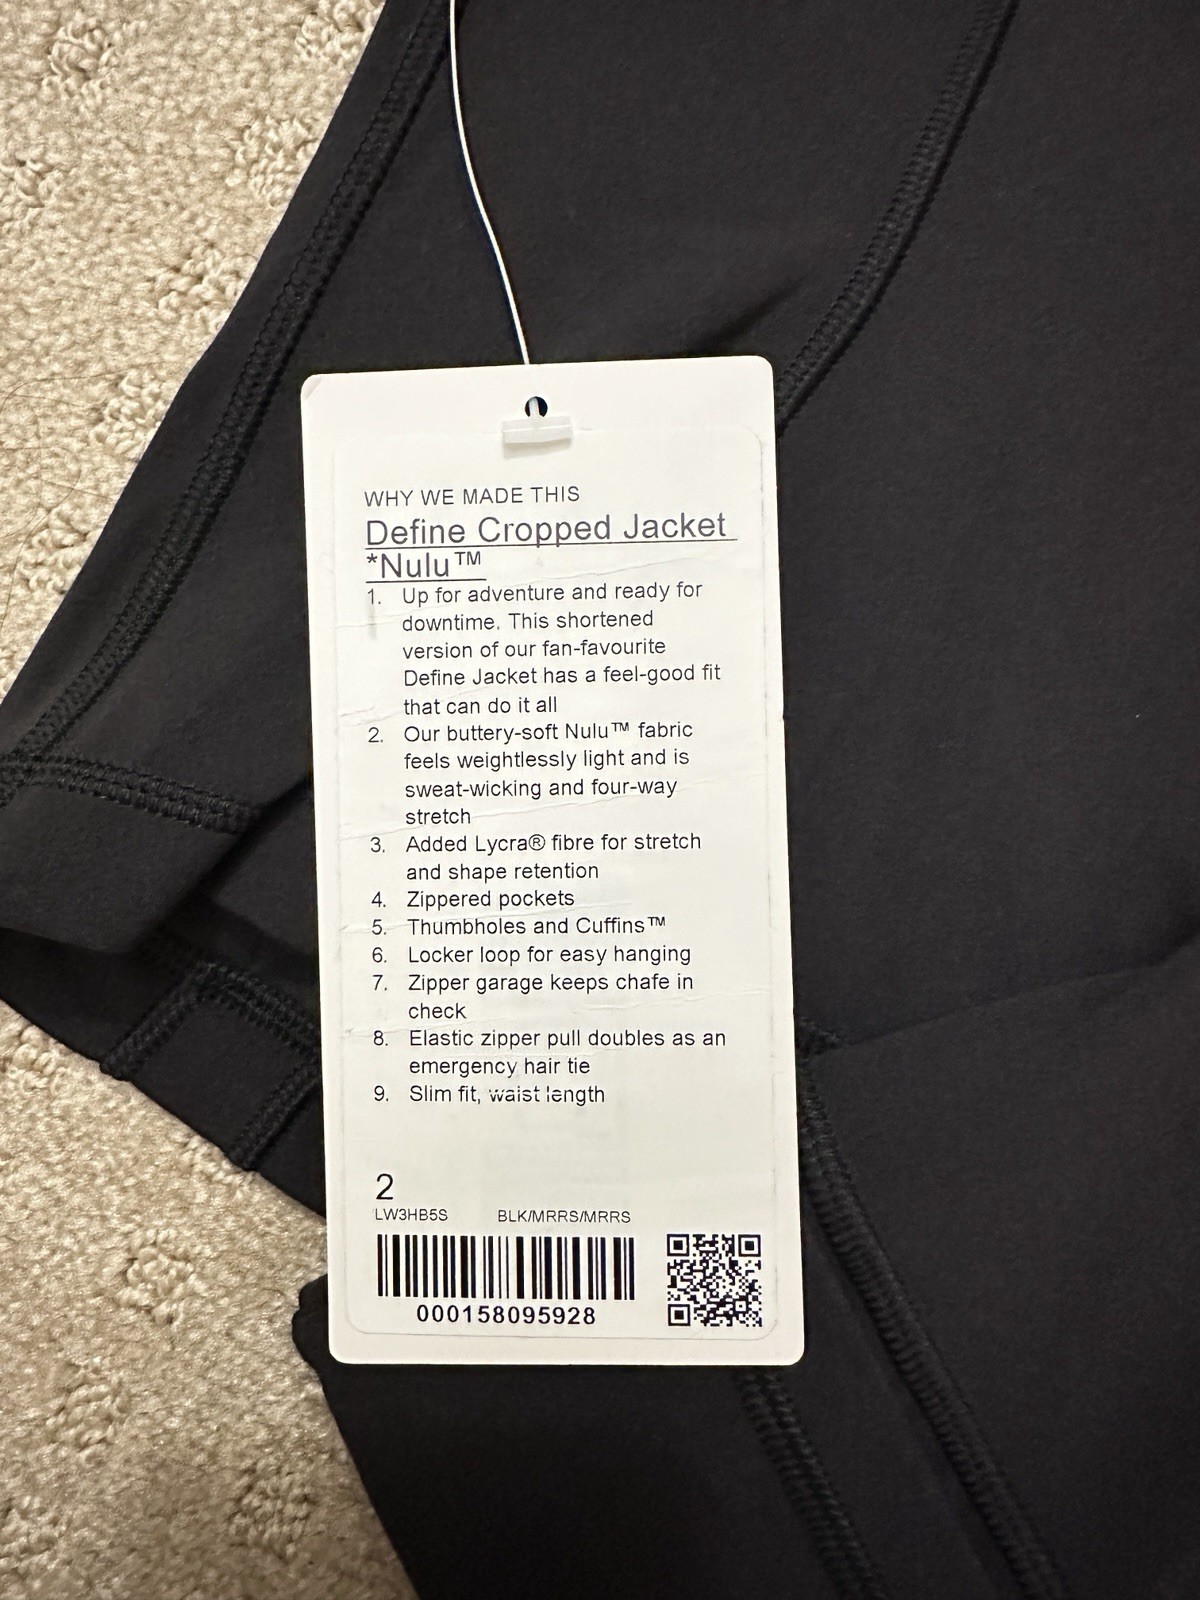 WHY WE MADE THIS
Define Cropped Jacket
*Nulu™
1. Up for adventure and ready for
downtime. This shortened
version of our fan-favourite
Define Jacket has a feel-good fit
that can do it all
2. Our buttery-soft Nulu™ fabric
feels weightlessly light and is
sweat-wicking and four-way
stretch
3. Added Lycra® fibre for stretch
and shape retention
4. Zippered pockets
5. Thumbholes and Cuffins™
6. Locker loop for easy hanging
7. Zipper garage keeps chafe in
check
8. Elastic zipper pull doubles as an
emergency hair tie
9. Slim fit, waist length
2
LW3HB5S BLK/MRRS/MRRS
000158095928